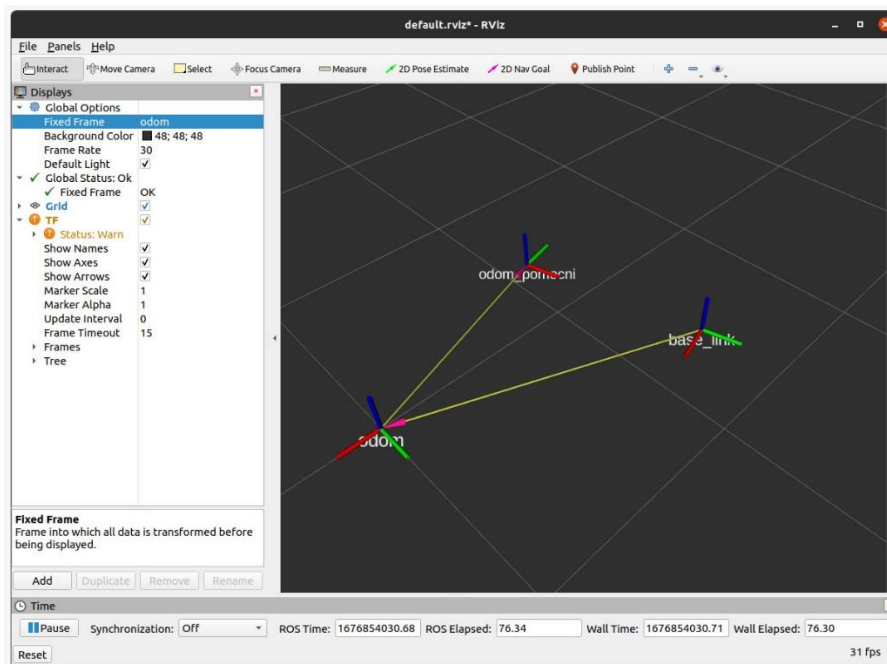 default.rviz* - RViz
File Panels Help
Interact Move Camera Select Focus Camera Measure 2D Pose Estimate 2D Nav Goal Publish Point
Displays
Global Options
Fixed Frame odom
Background Color 48; 48; 48
Frame Rate 30
Default Light
Global Status: Ok
Fixed Frame OK
Grid
TF
Status: Warn
Show Names
Show Axes
Show Arrows
Marker Scale 1
Marker Alpha 1
Update Interval 0
Frame Timeout 15
Frames
Tree
odom_pomocni
base_link
odom
Fixed Frame
Frame into which all data is transformed before
being displayed.
Add Duplicate Remove Rename
Time
Pause Synchronization: Off ROS Time: 1676854030.68 ROS Elapsed: 76.34 Wall Time: 1676854030.71 Wall Elapsed: 76.30
Reset 31 fps